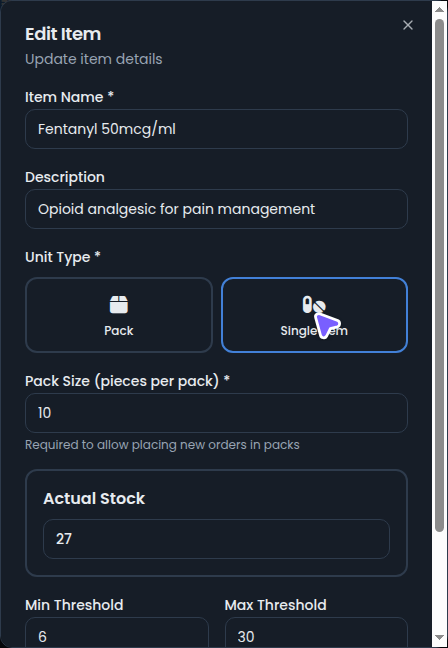 Edit Item
Update item details
Item Name *
Fentanyl 50mcg/ml
Description
Opioid analgesic for pain management
Unit Type *
Pack
Single
Pack Size (pieces per pack) *
10
Required to allow placing new orders in packs
Actual Stock
27
Min Threshold
Max Threshold
6
30